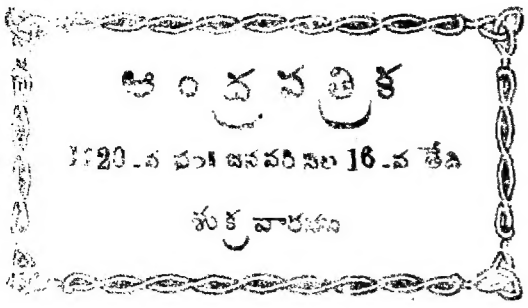 ఆంధ్రపత్రిక
1920-వ సం॥ జనవరి నెల 16-వ తేది
శుక్రవారము